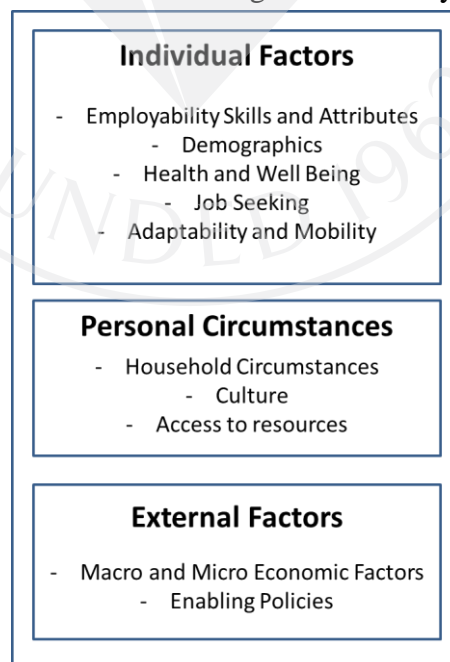 Individual Factors
- Employability Skills and Attributes
- Demographics
- Health and Well Being
- Job Seeking
- Adaptability and Mobility
Personal Circumstances
- Household Circumstances
- Culture
- Access to resources
External Factors
- Macro and Micro Economic Factors
- Enabling Policies